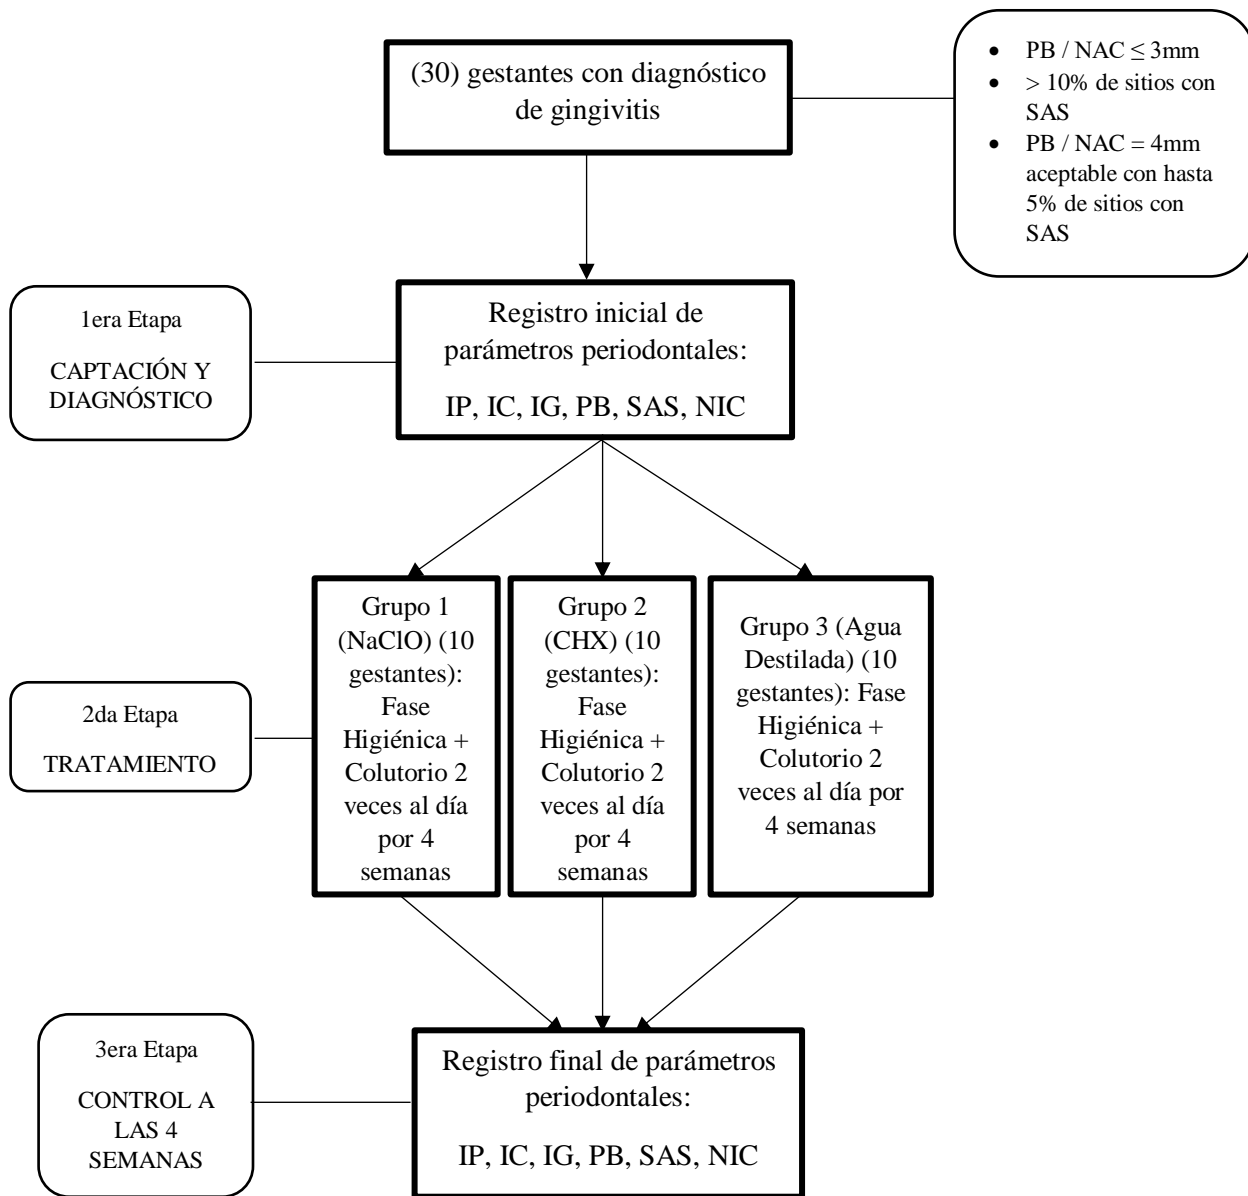 (30) gestantes con diagnóstico
de gingivitis
• PB / NAC ≤ 3mm
• > 10% de sitios con
SAS
• PB / NAC = 4mm
aceptable con hasta
5% de sitios con
SAS
1era Etapa
CAPTACIÓN Y
DIAGNÓSTICO
Registro inicial de
parámetros periodontales:
IP, IC, IG, PB, SAS, NIC
2da Etapa
TRATAMIENTO
Grupo 1
(NaClO) (10
gestantes):
Fase
Higiénica +
Colutorio 2
veces al día
por 4
semanas
Grupo 2
(CHX) (10
gestantes):
Fase
Higiénica +
Colutorio 2
veces al día
por 4
semanas
Grupo 3 (Agua
Destilada) (10
gestantes): Fase
Higiénica +
Colutorio 2
veces al día por
4 semanas
3era Etapa
CONTROL A
LAS 4
SEMANAS
Registro final de parámetros
periodontales:
IP, IC, IG, PB, SAS, NIC